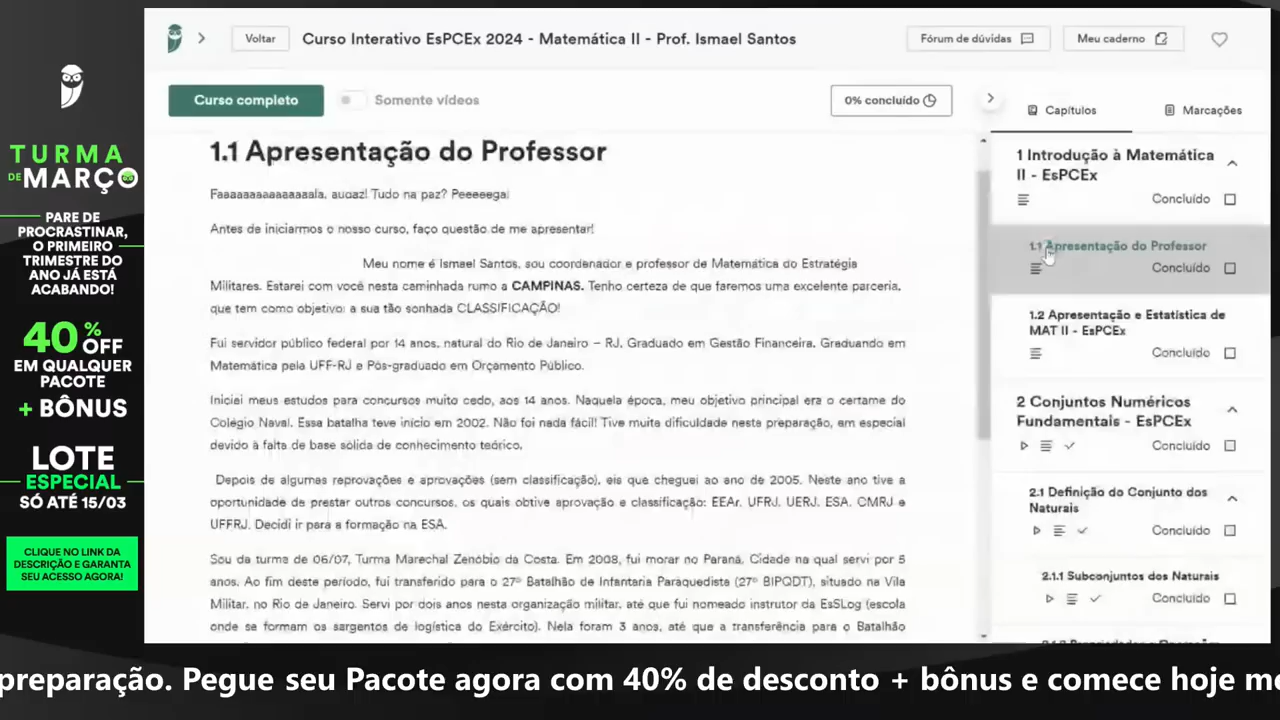 TURMA
DE MARÇO
PARE DE
PROCRASTINAR,
O PRIMEIRO
TRIMESTRE DO
ANO JÁ ESTÁ
ACABANDO!
40% OFF
EM QUALQUER
PACOTE
+ BÔNUS
LOTE
ESPECIAL
SÓ ATÉ 15/03
CLIQUE NO LINK DA
DESCRIÇÃO E GARANTA
SEU ACESSO AGORA!
Voltar
Curso Interativo EsPCEx 2024 - Matemática II - Prof. Ismael Santos
Fórum de dúvidas
Meu caderno
Curso completo
Somente vídeos
0% concluído
1.1 Apresentação do Professor
Faaaaaaaaaaaaaaala, auqaz! Tudo na paz? Peeeeega!
Antes de iniciarmos o nosso curso, faço questão de me apresentar!
Meu nome é Ismael Santos, sou coordenador e professor de Matemática do Estratégia
Militares. Estarei com você nesta caminhada rumo a CAMPINAS. Tenho certeza de que faremos uma excelente parceria,
que tem como objetivo: a sua tão sonhada CLASSIFICAÇÃO!
Fui servidor público federal por 14 anos, natural do Rio de Janeiro – RJ. Graduado em Gestão Financeira. Graduando em
Matemática pela UFF-RJ e Pós-graduado em Orçamento Público.
Iniciei meus estudos para concursos muito cedo, aos 14 anos. Naquela época, meu objetivo principal era o certame do
Colégio Naval. Essa batalha teve início em 2002. Não foi nada fácil! Tive muita dificuldade nesta preparação, em especial
devido à falta de base sólida de conhecimento teórico.
Depois de algumas reprovações e aprovações (sem classificação), eis que cheguei ao ano de 2005. Neste ano tive a
oportunidade de prestar outros concursos, os quais obtive aprovação e classificação: EEAr, UFRJ, UERJ, ESA, CMRJ e
UFFRJ. Decidi ir para a formação na ESA.
Sou da turma de 06/07, Turma Marechal Zenóbio da Costa. Em 2008, fui morar no Paraná, Cidade na qual servi por 5
anos. Ao fim deste período, fui transferido para o 27º Batalhão de Infantaria Paraquedista (27º BIPQDT), situado na Vila
Militar, no Rio de Janeiro. Servi por dois anos nesta organização militar, até que fui nomeado instrutor da EsSLog (escola
onde se formam os sargentos de logística do Exército). Nela foram 3 anos, até que a transferência para o Batalhão
Capítulos
Marcações
1 Introdução à Matemática
II - EsPCEx
Concluído
1.1 Apresentação do Professor
Concluído
1.2 Apresentação e Estatística de
MAT II - EsPCEx
Concluído
2 Conjuntos Numéricos
Fundamentais - EsPCEx
Concluído
2.1 Definição do Conjunto dos
Naturais
Concluído
2.1.1 Subconjuntos dos Naturais
Concluído
preparação. Pegue seu Pacote agora com 40% de desconto + bônus e comece hoje